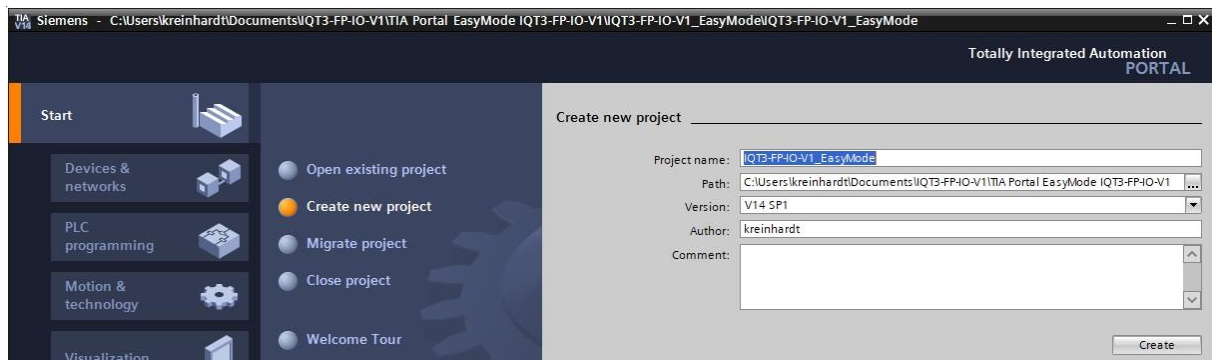 TIA V14 Siemens - C:\Users\kreinhardt\Documents\IQT3-FP-IO-V1\TIA Portal EasyMode IQT3-FP-IO-V1\IQT3-FP-IO-V1_EasyMode\IQT3-FP-IO-V1_EasyMode
Totally Integrated Automation
PORTAL
Start
Devices &
networks
PLC
programming
Motion &
technology
Visualization
Open existing project
Create new project
Migrate project
Close project
Welcome Tour
Create new project
Project name: IQT3-FP-IO-V1_EasyMode
Path: C:\Users\kreinhardt\Documents\IQT3-FP-IO-V1\TIA Portal EasyMode IQT3-FP-IO-V1 ...
Version: V14 SP1
Author: kreinhardt
Comment:
Create